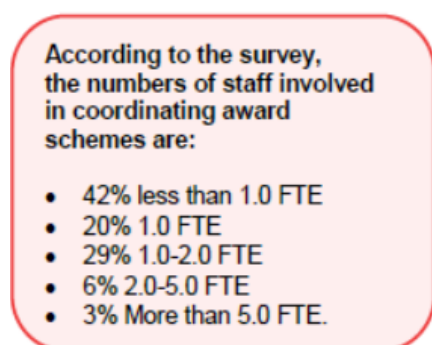 According to the survey,
the numbers of staff involved
in coordinating award
schemes are:
• 42% less than 1.0 FTE
• 20% 1.0 FTE
• 29% 1.0-2.0 FTE
• 6% 2.0-5.0 FTE
• 3% More than 5.0 FTE.